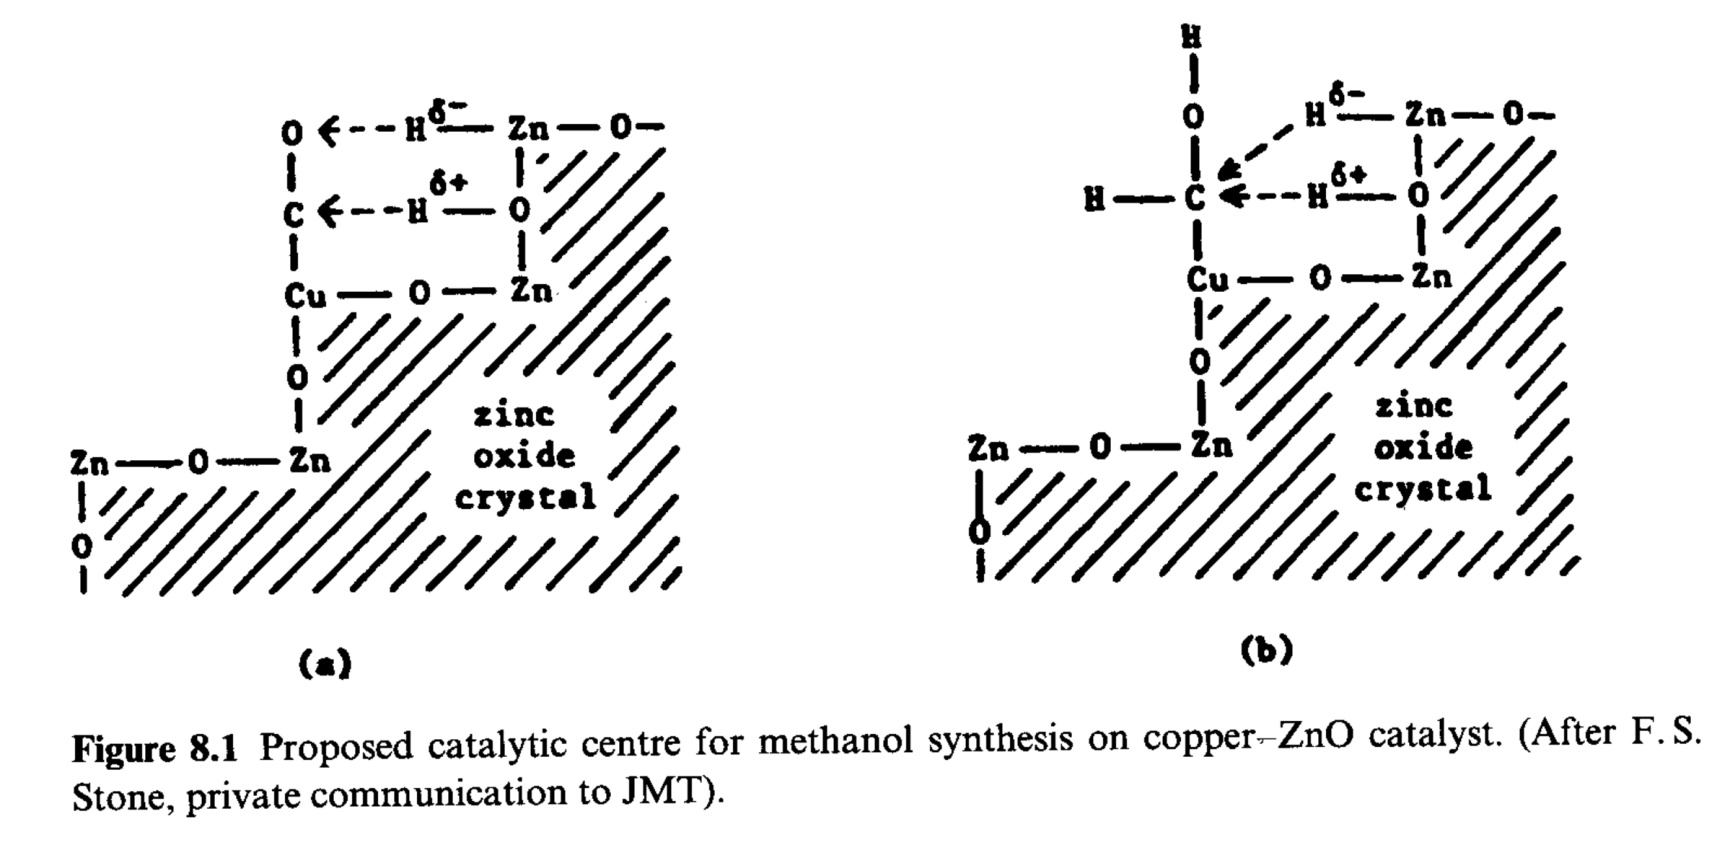 O H δ− Zn O
C H δ+ O
Cu O Zn
O
Zn O Zn
O
zinc
oxide
crystal
(a)
H
O H δ− Zn O
H C H δ+ O
Cu O Zn
O
Zn O Zn
O
zinc
oxide
crystal
(b)
Figure 8.1 Proposed catalytic centre for methanol synthesis on copper–ZnO catalyst. (After F. S.
Stone, private communication to JMT).